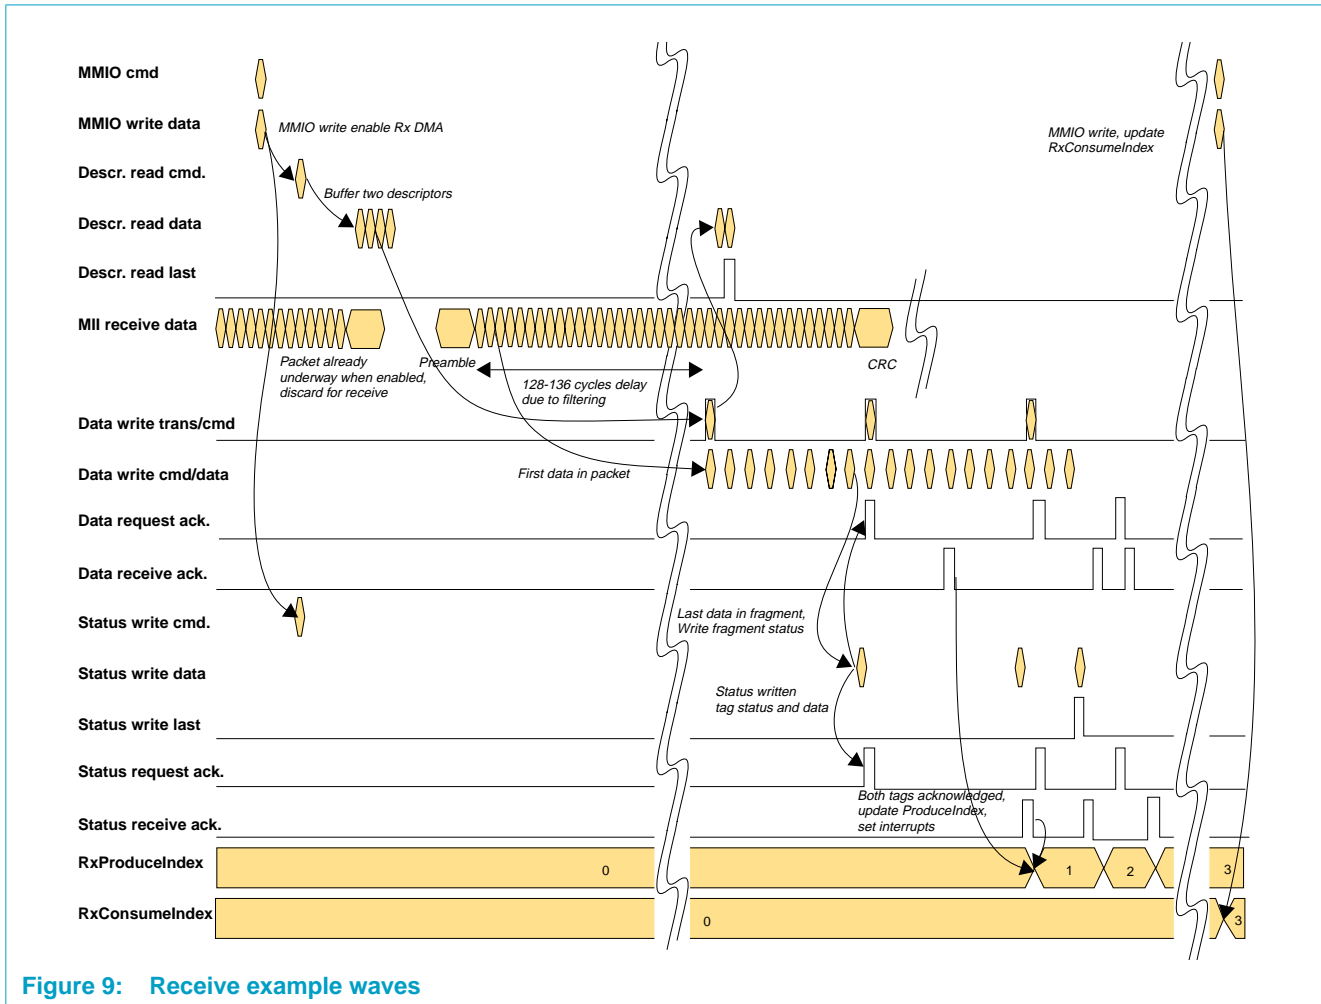 MMIO cmd
MMIO write data
MMIO write enable Rx DMA
MMIO write, update
RxConsumeIndex
Descr. read cmd.
Buffer two descriptors
Descr. read data
Descr. read last
MII receive data
Packet already
underway when enabled,
discard for receive
Preamble
128-136 cycles delay
due to filtering
CRC
Data write trans/cmd
Data write cmd/data
First data in packet
Data request ack.
Data receive ack.
Status write cmd.
Last data in fragment,
Write fragment status
Status write data
Status written
tag status and data
Status write last
Status request ack.
Both tags acknowledged,
update ProduceIndex,
set interrupts
Status receive ack.
RxProduceIndex
0
1
2
3
RxConsumeIndex
0
3
Figure 9: Receive example waves